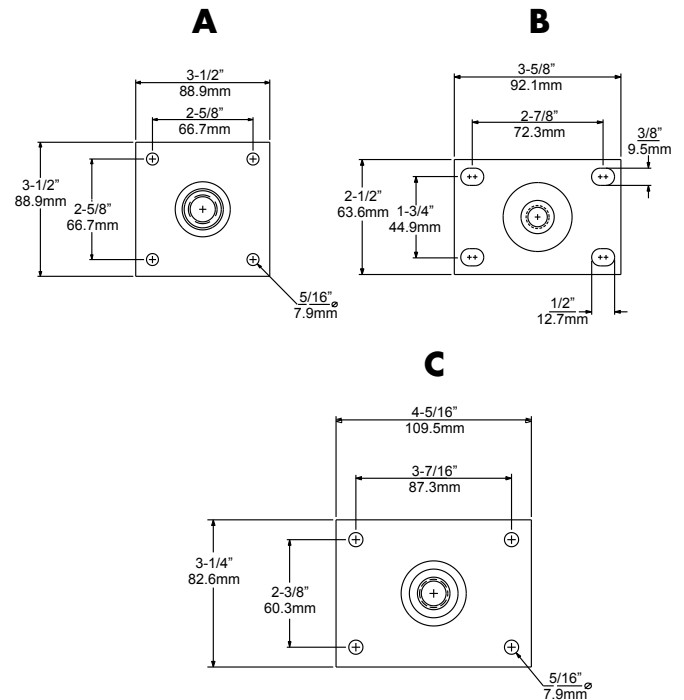 A
3-1/2”
88.9mm
2-5/8”
66.7mm
3-1/2”
88.9mm
2-5/8”
66.7mm
5/16” ⌀
7.9mm
B
3-5/8”
92.1mm
2-7/8”
72.3mm
3/8”
9.5mm
2-1/2”
63.6mm
1-3/4”
44.9mm
1/2”
12.7mm
C
4-5/16”
109.5mm
3-7/16”
87.3mm
3-1/4”
82.6mm
2-3/8”
60.3mm
5/16” ⌀
7.9mm